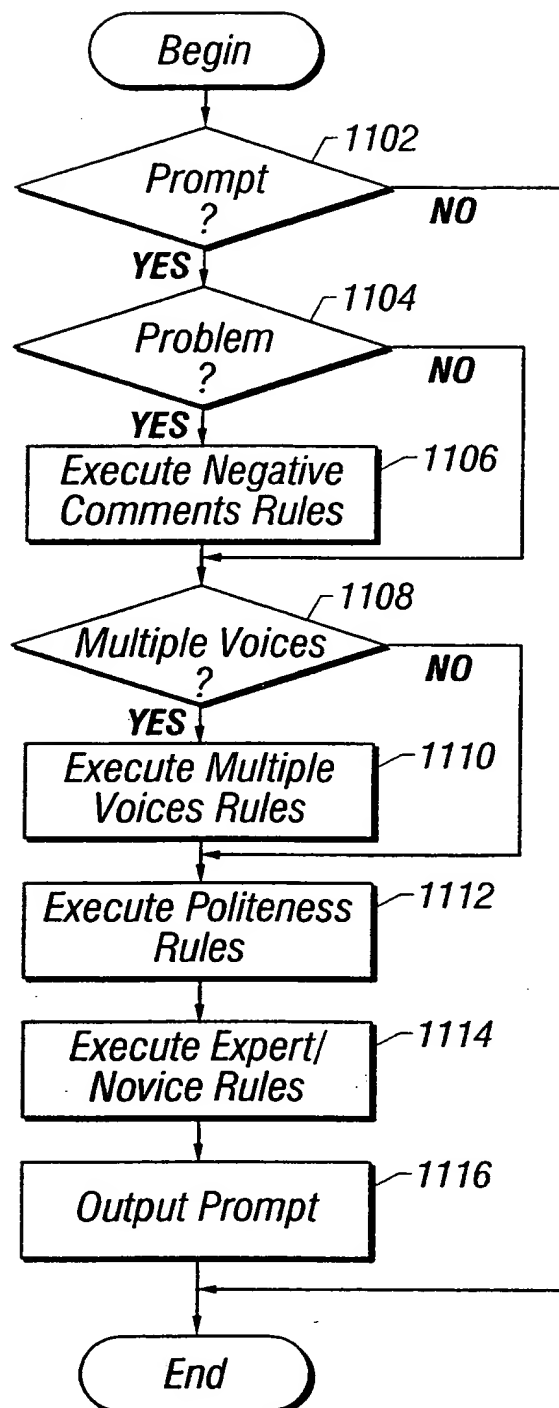 Begin
1102
Prompt
?
NO
YES
1104
Problem
?
NO
YES
1106
Execute Negative
Comments Rules
1108
Multiple Voices
?
NO
YES
1110
Execute Multiple
Voices Rules
1112
Execute Politeness
Rules
1114
Execute Expert/
Novice Rules
1116
Output Prompt
End